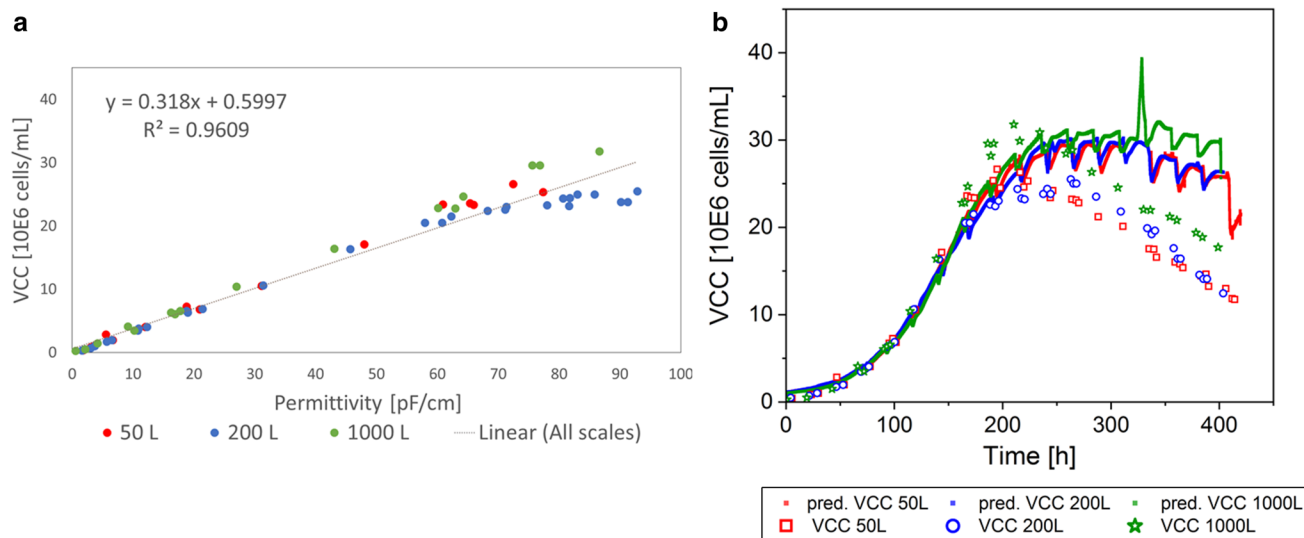 a
y = 0.318x + 0.5997
R² = 0.9609
VCC [10E6 cells/mL]
40
30
20
10
0
0 10 20 30 40 50 60 70 80 90 100
Permittivity [pF/cm]
50 L 200 L 1000 L Linear (All scales)
b
VCC [10E6 cells/mL]
40
30
20
10
0
0 100 200 300 400
Time [h]
pred. VCC 50L pred. VCC 200L pred. VCC 1000L
VCC 50L VCC 200L VCC 1000L